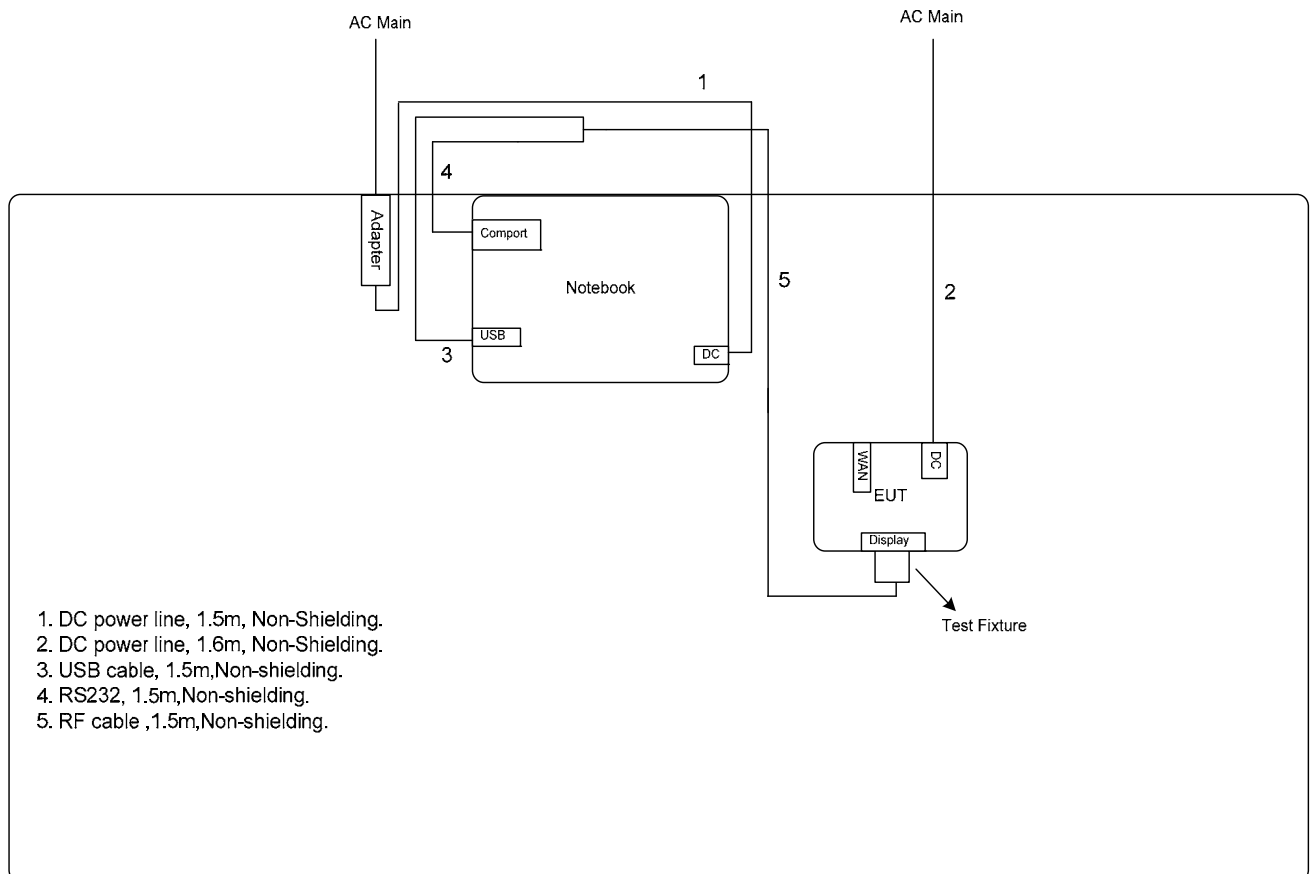 AC Main
AC Main
1
4
Adapter
Comport
Notebook
5
2
USB
3
DC
WAN
DC
EUT
Display
Test Fixture
1. DC power line, 1.5m, Non-Shielding.
2. DC power line, 1.6m, Non-Shielding.
3. USB cable, 1.5m,Non-shielding.
4. RS232, 1.5m,Non-shielding.
5. RF cable ,1.5m,Non-shielding.